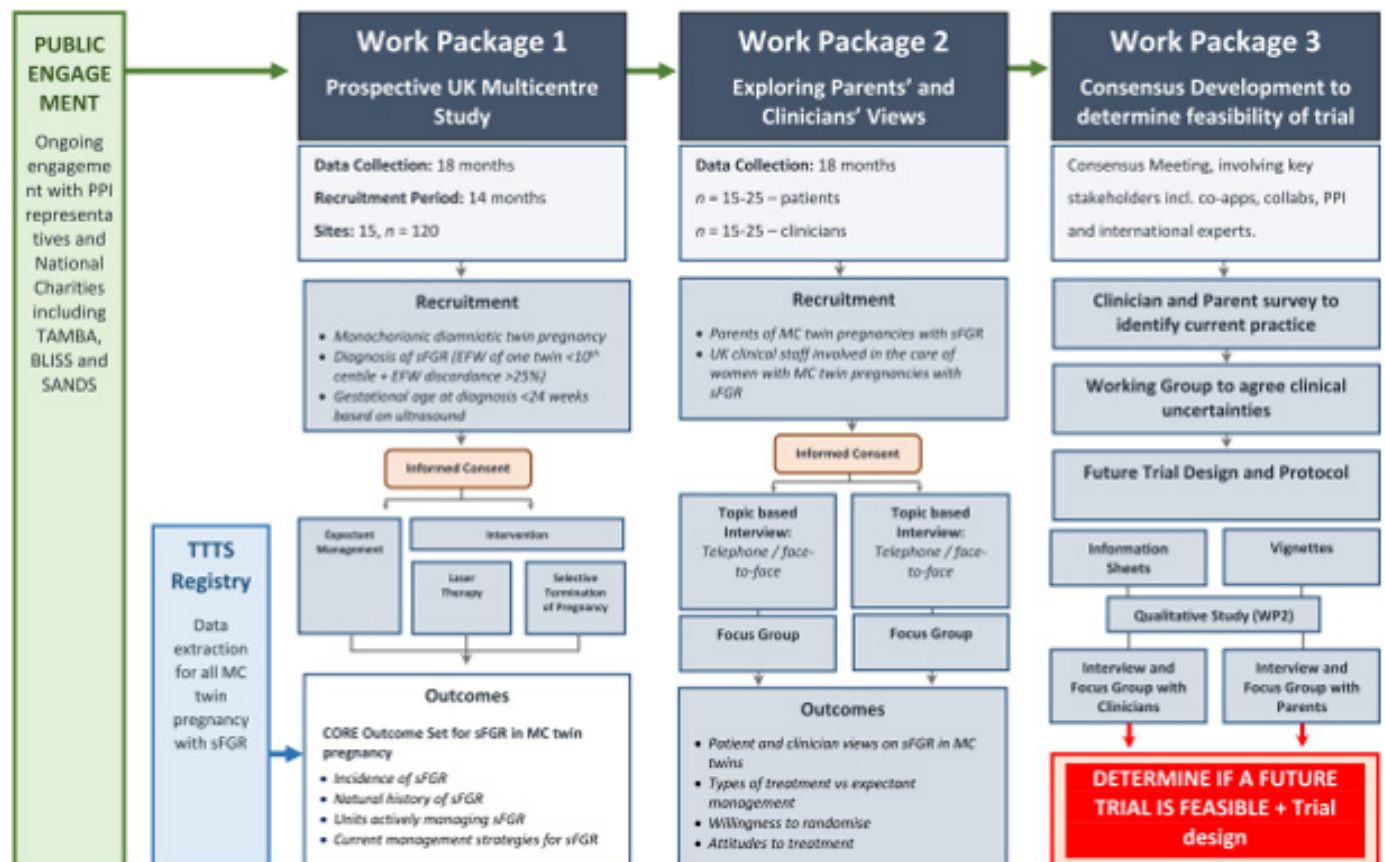 PUBLIC
ENGAGE
MENT
Ongoing
engageme
nt with PPI
representa
tives and
National
Charities
including
TAMBA,
BLISS and
SANDS
TTTS
Registry
Data
extraction
for all MC
twin
pregnancy
with sFGR
Work Package 1
Prospective UK Multicentre
Study
Data Collection: 18 months
Recruitment Period: 14 months
Sites: 15, n = 120
Recruitment
• Monochorionic diamniotic twin pregnancy
• Diagnosis of sFGR (EFW of one twin <10th
centile + EFW discordance >25%)
• Gestational age at diagnosis <24 weeks
based on ultrasound
Informed Consent
Expectant
Management
Intervention
Laser
Therapy
Selective
Termination
of Pregnancy
Outcomes
CORE Outcome Set for sFGR in MC twin
pregnancy
• Incidence of sFGR
• Natural history of sFGR
• Units actively managing sFGR
• Current management strategies for sFGR
Work Package 2
Exploring Parents' and
Clinicians' Views
Data Collection: 18 months
n = 15-25 – patients
n = 15-25 – clinicians
Recruitment
• Parents of MC twin pregnancies with sFGR
• UK clinical staff involved in the care of
women with MC twin pregnancies with
sFGR
Informed Consent
Topic based
Interview:
Telephone / face-
to-face
Focus Group
Topic based
Interview:
Telephone / face-
to-face
Focus Group
Outcomes
• Patient and clinician views on sFGR in MC
twins
• Types of treatment vs expectant
management
• Willingness to randomise
• Attitudes to treatment
Work Package 3
Consensus Development to
determine feasibility of trial
Consensus Meeting, involving key
stakeholders incl. co-apps, collabs, PPI
and international experts.
Clinician and Parent survey to
identify current practice
Working Group to agree clinical
uncertainties
Future Trial Design and Protocol
Information
Sheets
Vignettes
Qualitative Study (WP2)
Interview and
Focus Group with
Clinicians
Interview and
Focus Group with
Parents
DETERMINE IF A FUTURE
TRIAL IS FEASIBLE + Trial
design